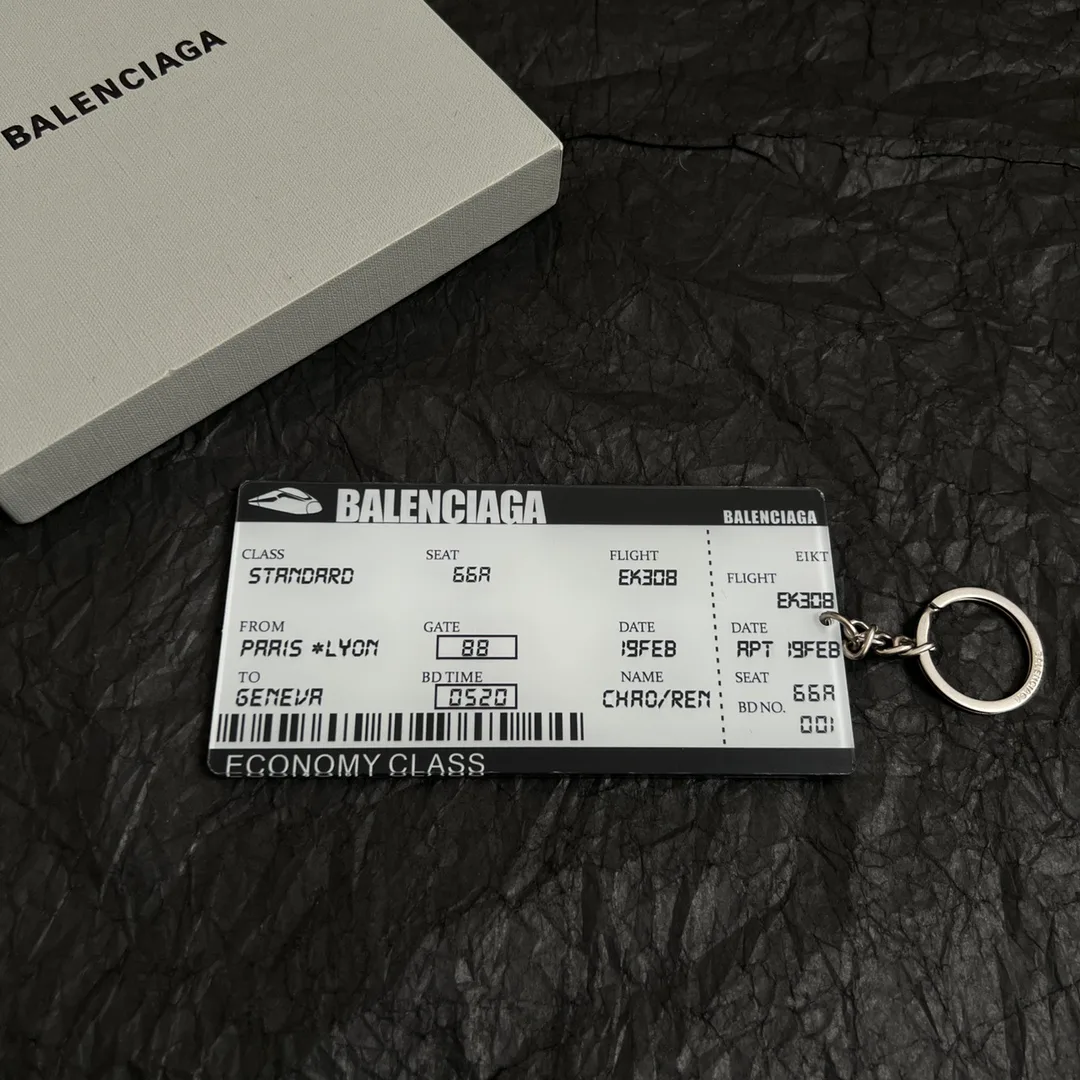 BALENCIAGA
BALENCIAGA BALENCIAGA
CLASS SEAT FLIGHT EIKT
STANDARD 66A EK308 FLIGHT
EK308
FROM GATE DATE DATE
PARIS *LYON 88 19FEB APT 19FEB
TO BD TIME NAME SEAT
GENEVA 0520 CHAO/REN 66A
BD NO.
001
ECONOMY CLASS
BALENCIAGA